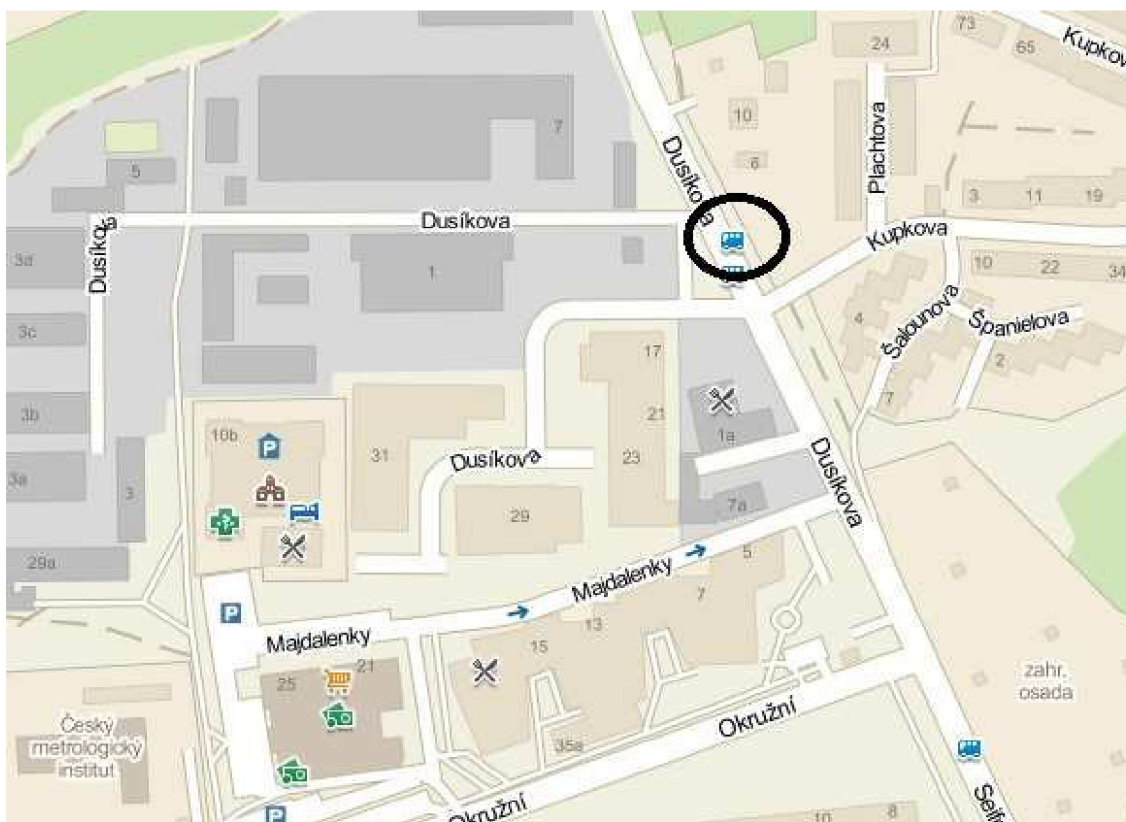 73
65
Kupkov
24
10
7
Dusíkova
6
Plachtova
5
3
11
19
Dusíkova
Dusíkova
Kupkova
3d
1
10
22
34
Šalounova
Španielova
4
3c
17
2
7
3b
10b
P
31
21
1a
Dusíkova
23
Dusíkova
3a
3
29
7a
29a
5
Majdalenky
7
P
13
Majdalenky
15
21
25
zahr.
osada
Český
metrologický
institut
Okružní
35a
Seifr
P
Okružní
10
8